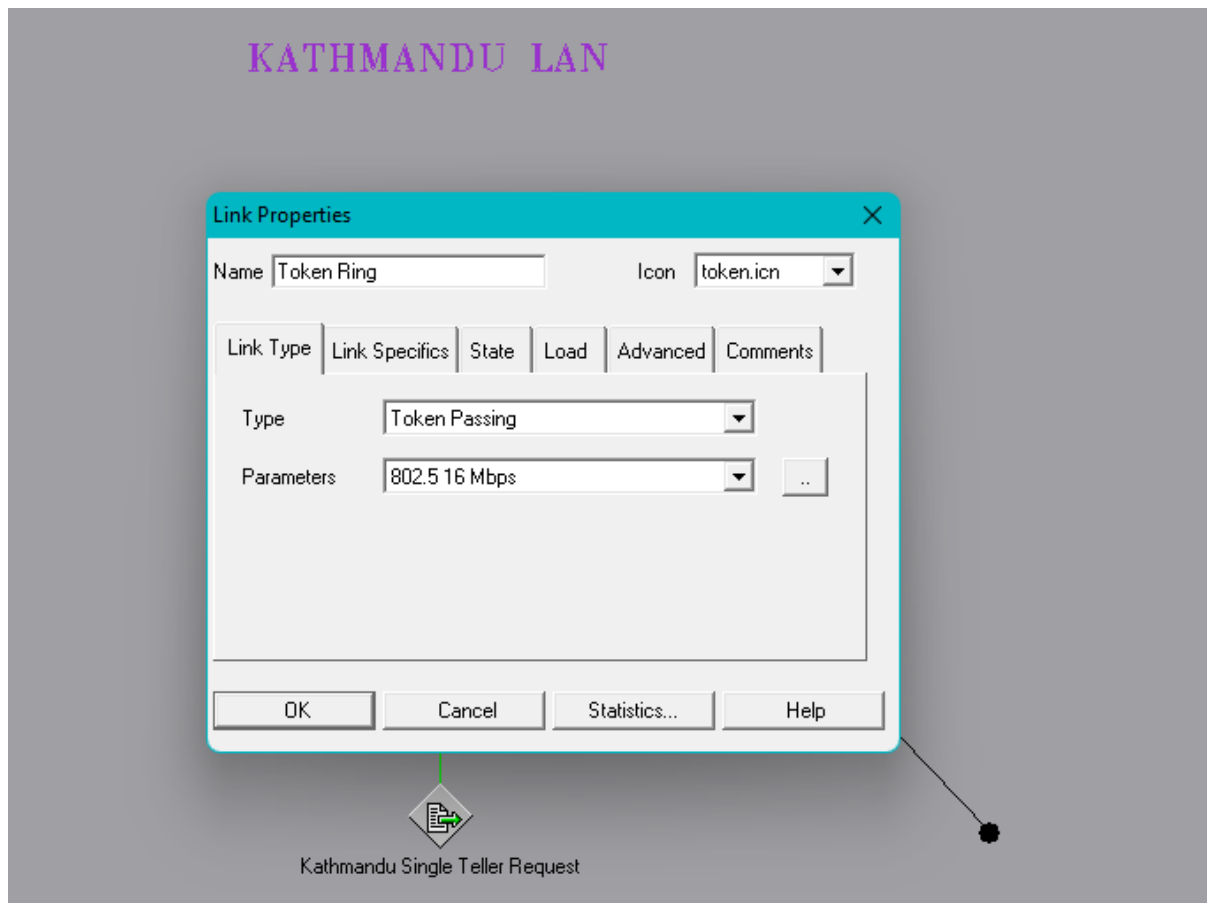 KATHMANDU LAN
Link Properties
Name Token Ring Icon token.icn
Link Type Link Specifics State Load Advanced Comments
Type Token Passing
Parameters 802.5 16 Mbps ..
OK Cancel Statistics... Help
Kathmandu Single Teller Request